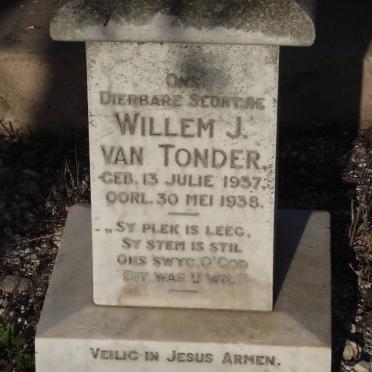 ONS
DIERBARE SEUNTJIE
WILLEM J.
VAN TONDER.
GEB. 13 JULIE 1937.
OORL. 30 MEI 1938.
„SY PLEK IS LEEG,
SY STEM IS STIL
ONS SWYG, O' GOD
DIT WAS U WIL."
VEILIG IN JESUS ARMEN.